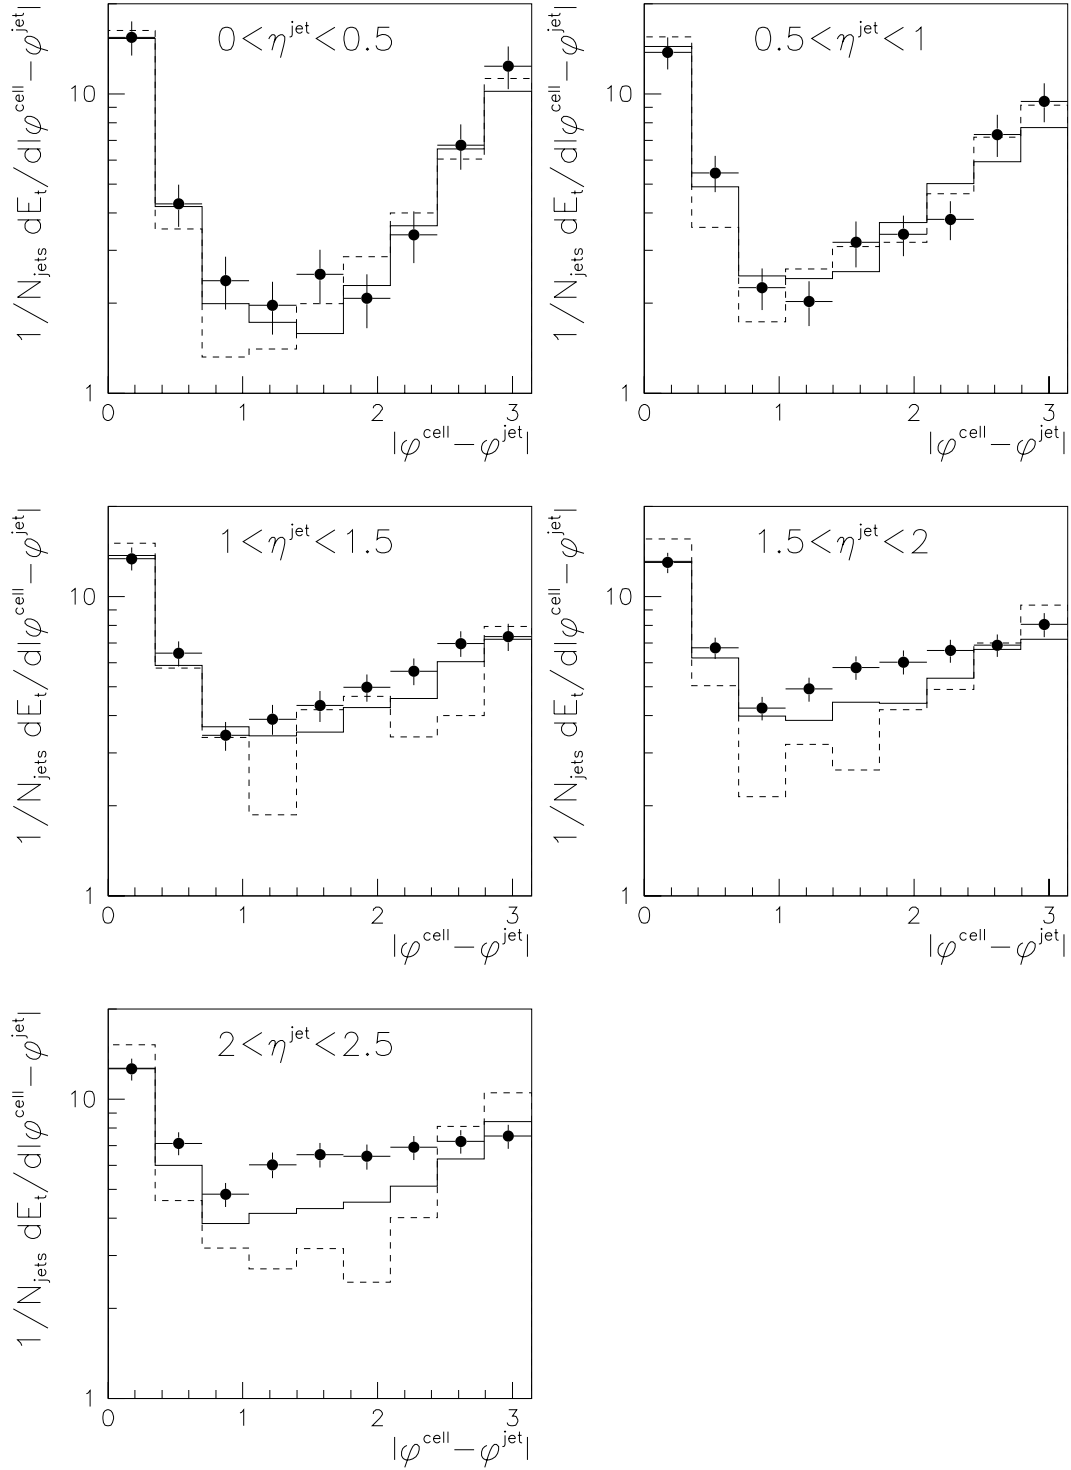 0<η^jet<0.5
1/N_jets dE_t/d|φ^cell−φ^jet|
10
1
0 1 2 3
|φ^cell−φ^jet|
0.5<η^jet<1
1/N_jets dE_t/d|φ^cell−φ^jet|
10
1
0 1 2 3
|φ^cell−φ^jet|
1<η^jet<1.5
1/N_jets dE_t/d|φ^cell−φ^jet|
10
1
0 1 2 3
|φ^cell−φ^jet|
1.5<η^jet<2
1/N_jets dE_t/d|φ^cell−φ^jet|
10
1
0 1 2 3
|φ^cell−φ^jet|
2<η^jet<2.5
1/N_jets dE_t/d|φ^cell−φ^jet|
10
1
0 1 2 3
|φ^cell−φ^jet|